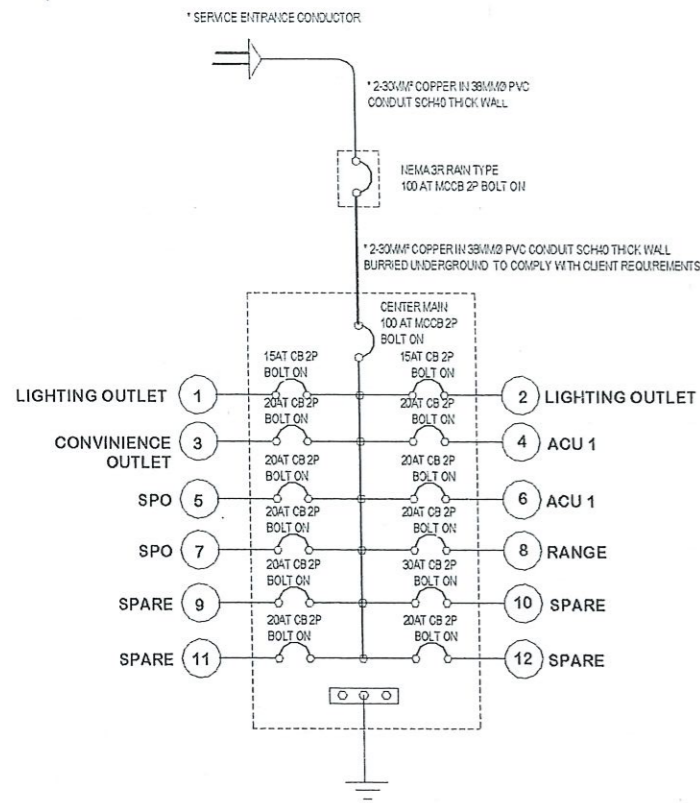 * SERVICE ENTRANCE CONDUCTOR
* 2-30MM² COPPER IN 38MMØ PVC
CONDUIT SCH40 THICK WALL
NEMA 3R RAIN TYPE
100 AT MCCB 2P BOLT ON
* 2-30MM² COPPER IN 38MMØ PVC CONDUIT SCH40 THICK WALL
BURRIED UNDERGROUND TO COMPLY WITH CLIENT REQUIREMENTS
CENTER MAIN
100 AT MCCB 2P
BOLT ON
15AT CB 2P
BOLT ON
15AT CB 2P
BOLT ON
LIGHTING OUTLET
1
2
LIGHTING OUTLET
20AT CB 2P
BOLT ON
20AT CB 2P
BOLT ON
CONVINIENCE
OUTLET
3
4
ACU 1
20AT CB 2P
BOLT ON
20AT CB 2P
BOLT ON
SPO
5
6
ACU 1
20AT CB 2P
BOLT ON
20AT CB 2P
BOLT ON
SPO
7
8
RANGE
20AT CB 2P
BOLT ON
30AT CB 2P
BOLT ON
SPARE
9
10
SPARE
20AT CB 2P
BOLT ON
20AT CB 2P
BOLT ON
SPARE
11
12
SPARE